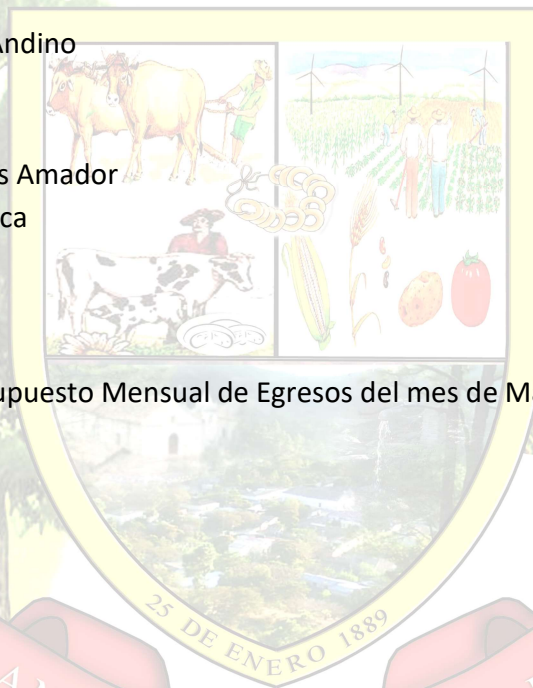 Andino
s Amador
ca
upuesto Mensual de Egresos del mes de Ma
25 DE ENERO 1889